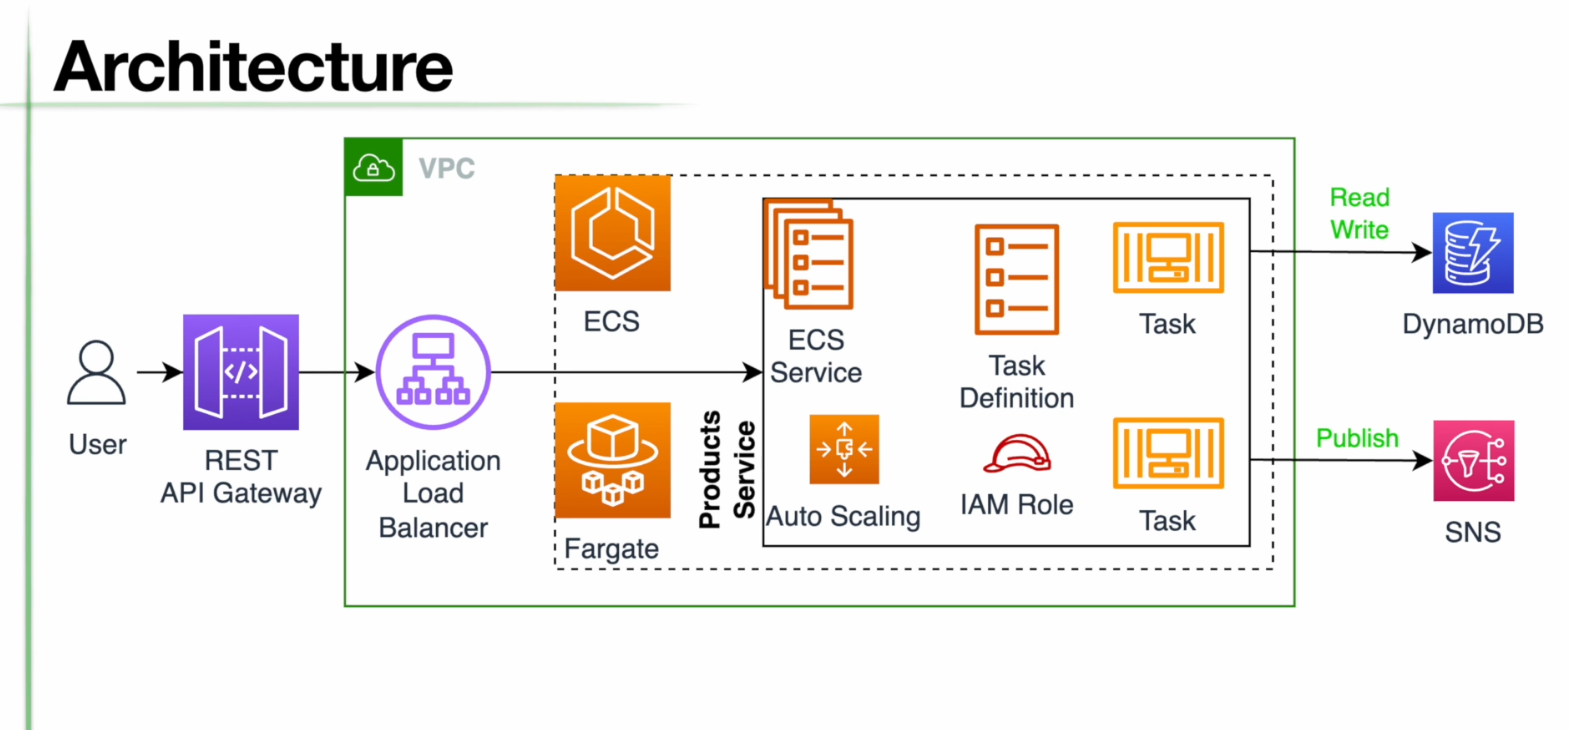 Architecture
VPC
User
REST
API Gateway
Application
Load
Balancer
ECS
Fargate
Products
Service
ECS
Service
Auto Scaling
Task
Definition
IAM Role
Task
Task
Read
Write
DynamoDB
Publish
SNS